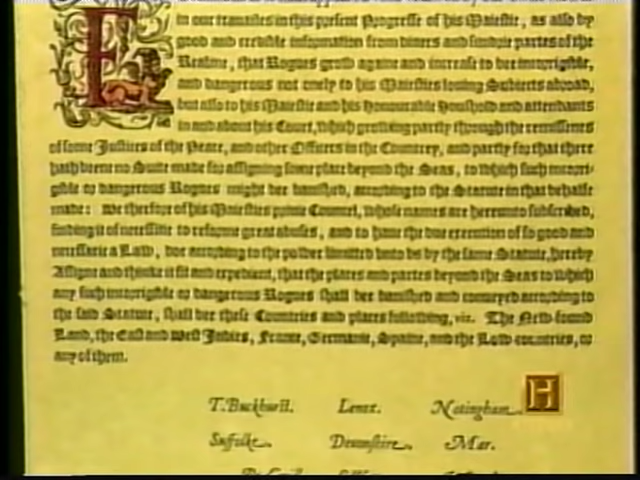 in our transites in this present Progresse of his Maiestie, as also by
good and credible information from diuers and sundrie partes of the
Realme, that Rogues grow againe and increase to bee incorrigible,
and dangerous not onely to his Maiesties louing Subiects abroad,
but also to his Maiestie and his Honourable Houshold and attendants
in and about his Court, which growing partly through the remissenes
of some Justices of the Peace, and other Officers in the Countrey, and partly for that there
hath beene no Suite made for assigning some place beyond the Seas, to which such incorri-
gible or dangerous Rogues might bee banished, according to the Statute in that behalfe
made: We therefore of his Maiesties priuie Counsel, whose names are hereunto subscribed,
finding it of necessitie to reforme great abuses, and to haue the due execution of so good and
necessarie a Law, doe according to the power limited vnto vs by the same Statute, hereby
Assigne and thinke it fit and expedient, that the places and partes beyond the Seas to which
any such incorrigible or dangerous Rogues shall bee banished and conueyed according to
the said Statute, shall bee these Countries and places following, viz. The New-found
Land, the East and West Indies, France, Germanie, Spaine, and the Low-countries, or
any of them.
T. Buckhurst. Lenox. Notingham.
Suffolke. Deuonshire. Mar.
H